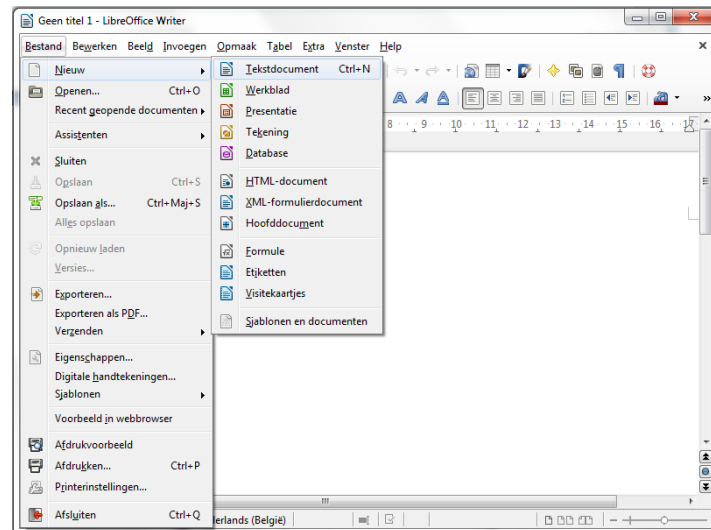 Geen titel 1 - LibreOffice Writer
Bestand Bewerken Beeld Invoegen Opmaak Tabel Extra Venster Help
Nieuw
Openen... Ctrl+O
Recent geopende documenten
Assistenten
Sluiten
Opslaan Ctrl+S
Opslaan als... Ctrl+Maj+S
Alles opslaan
Opnieuw laden
Versies...
Exporteren...
Exporteren als PDF...
Verzenden
Eigenschappen...
Digitale handtekeningen...
Sjablonen
Voorbeeld in webbrowser
Afdrukvoorbeeld
Afdrukken... Ctrl+P
Printerinstellingen...
Afsluiten Ctrl+Q
Tekstdocument Ctrl+N
Werkblad
Presentatie
Tekening
Database
HTML-document
XML-formulierdocument
Hoofddocument
Formule
Etiketten
Visitekaartjes
Sjablonen en documenten
8 9 10 11 12 13 14 15 16 17
erlands (België)